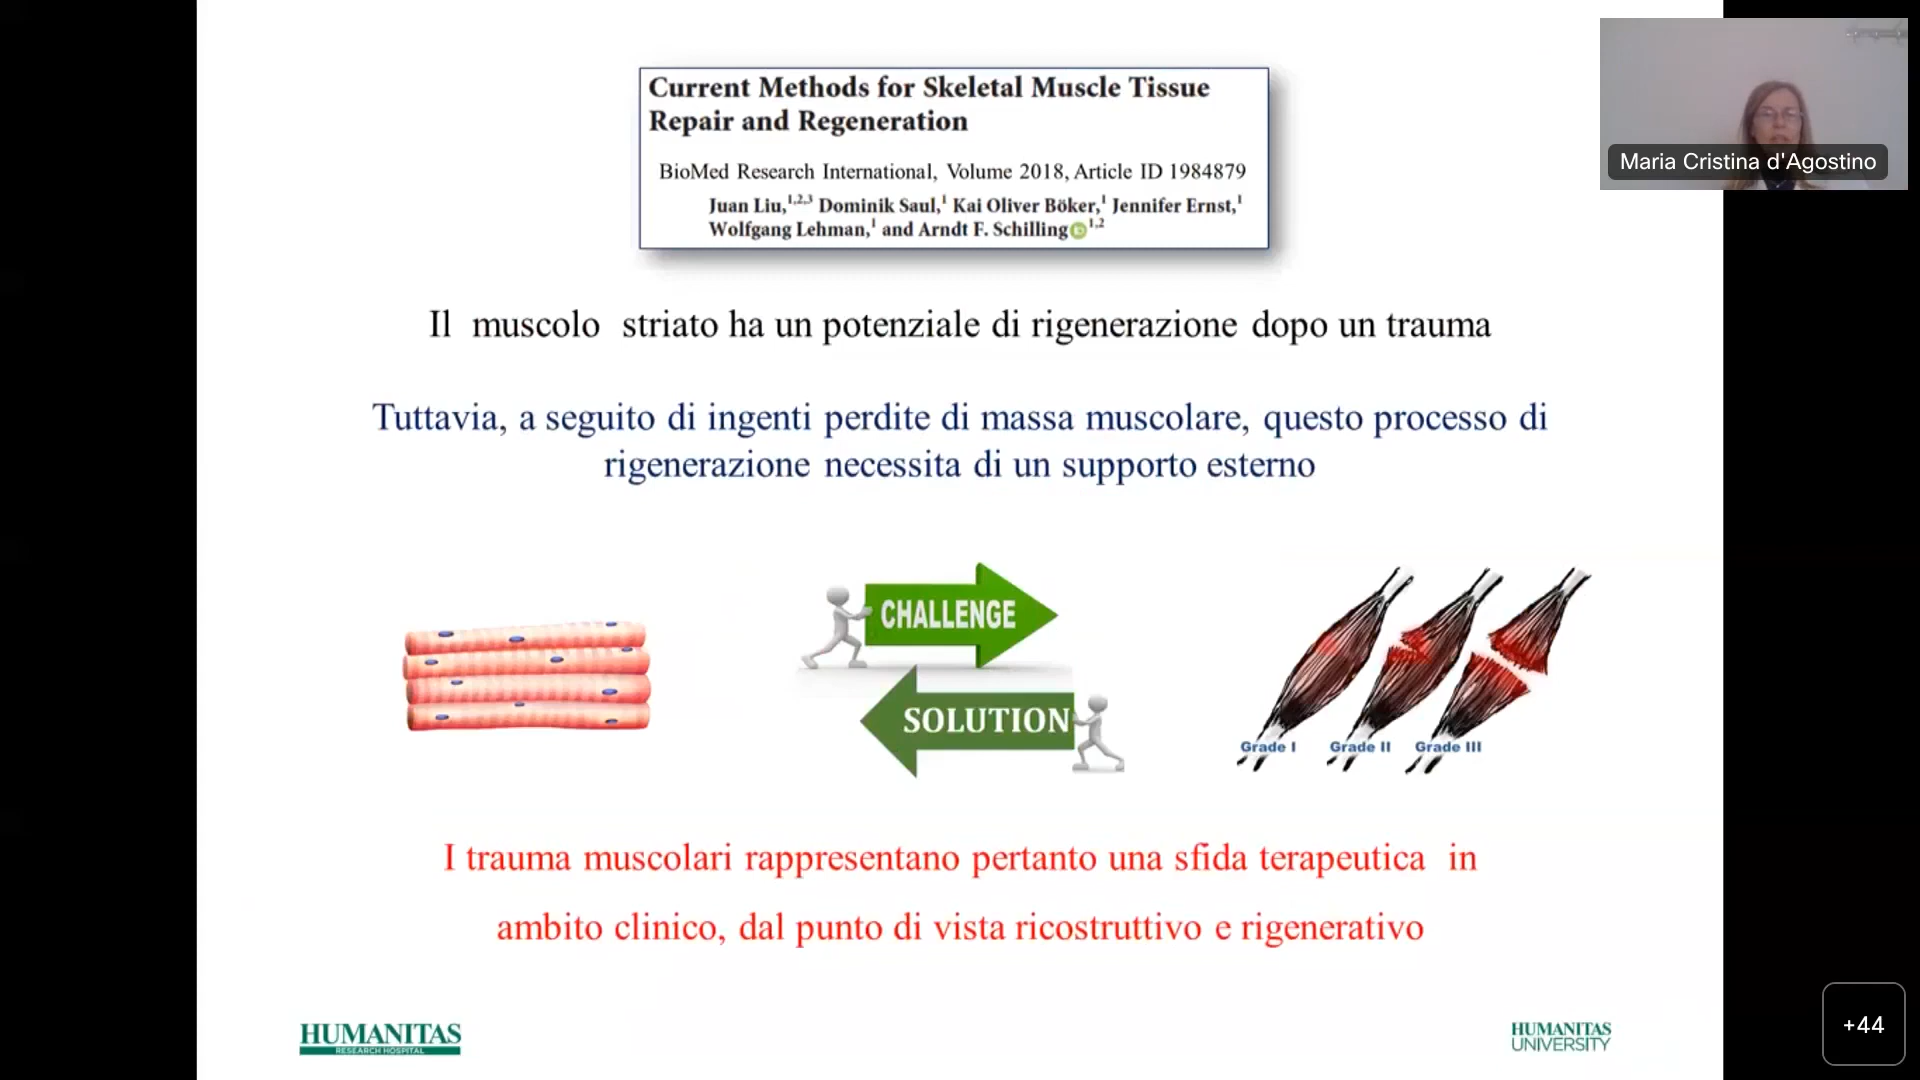 Current Methods for Skeletal Muscle Tissue
Repair and Regeneration
BioMed Research International, Volume 2018, Article ID 1984879
Juan Liu,1,2,3 Dominik Saul,1 Kai Oliver Böker,1 Jennifer Ernst,1
Wolfgang Lehman,1 and Arndt F. Schilling 1,2
Maria Cristina d'Agostino
Il muscolo striato ha un potenziale di rigenerazione dopo un trauma
Tuttavia, a seguito di ingenti perdite di massa muscolare, questo processo di
rigenerazione necessita di un supporto esterno
CHALLENGE
SOLUTION
Grade I Grade II Grade III
I trauma muscolari rappresentano pertanto una sfida terapeutica in
ambito clinico, dal punto di vista ricostruttivo e rigenerativo
HUMANITAS
RESEARCH HOSPITAL
HUMANITAS
UNIVERSITY
+44